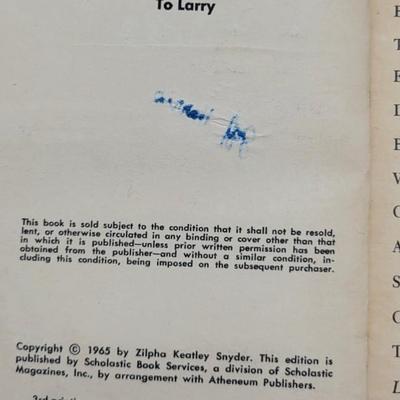 To Larry
This book is sold subject to the condition that it shall not be resold,
lent, or otherwise circulated in any binding or cover other than that
in which it is published—unless prior written permission has been
obtained from the publisher—and without a similar condition, in-
cluding this condition, being imposed on the subsequent purchaser.
Copyright © 1965 by Zilpha Keatley Snyder. This edition is
published by Scholastic Book Services, a division of Scholastic
Magazines, Inc., by arrangement with Atheneum Publishers.
3rd printing